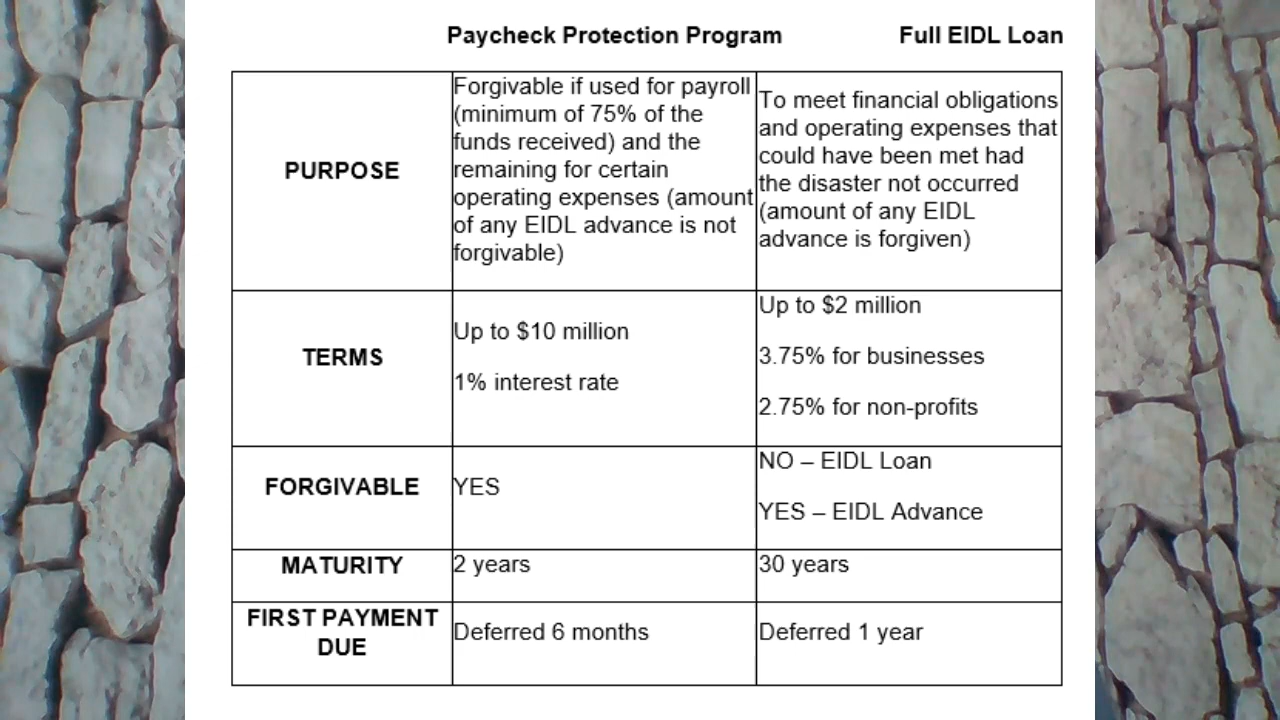 Paycheck Protection Program
Full EIDL Loan
PURPOSE
Forgivable if used for payroll
(minimum of 75% of the
funds received) and the
remaining for certain
operating expenses (amount
of any EIDL advance is not
forgivable)
To meet financial obligations
and operating expenses that
could have been met had
the disaster not occurred
(amount of any EIDL
advance is forgiven)
TERMS
Up to $10 million
1% interest rate
Up to $2 million
3.75% for businesses
2.75% for non-profits
FORGIVABLE
YES
NO – EIDL Loan
YES – EIDL Advance
MATURITY
2 years
30 years
FIRST PAYMENT
DUE
Deferred 6 months
Deferred 1 year